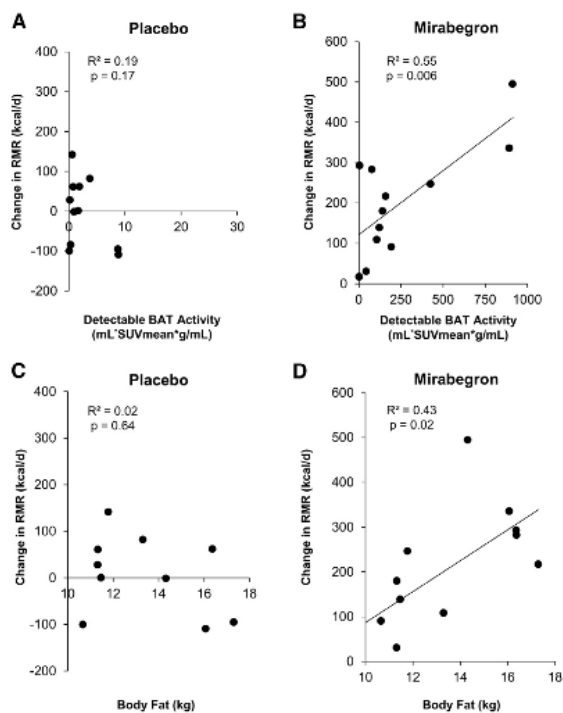 A
Placebo
R² = 0.19
p = 0.17
400
300
200
100
0
-100
-200
0
10
20
30
Change in RMR (kcal/d)
Detectable BAT Activity
(mL*SUVmean*g/mL)
B
Mirabegron
R² = 0.55
p = 0.006
600
500
400
300
200
100
0
0
250
500
750
1000
Change in RMR (kcal/d)
Detectable BAT Activity
(mL*SUVmean*g/mL)
C
Placebo
R² = 0.02
p = 0.64
400
300
200
100
0
-100
-200
10
12
14
16
18
Change in RMR (kcal/d)
Body Fat (kg)
D
Mirabegron
R² = 0.43
p = 0.02
600
500
400
300
200
100
0
10
12
14
16
18
Change in RMR (kcal/d)
Body Fat (kg)